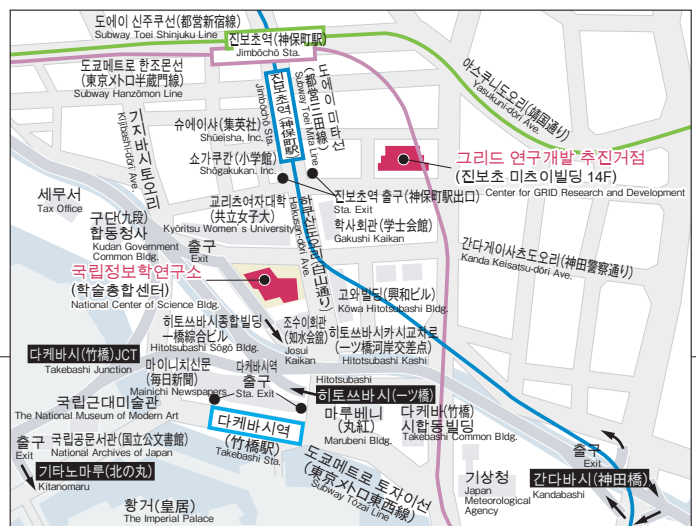 도에이 신주쿠선(都営新宿線)
Subway Toei Shinjuku Line
진보초역(神保町駅)
Jimbōchō Sta.
도쿄메트로 한조몬선
(東京メトロ半蔵門線)
Subway Hanzōmon Line
진보초역(神保町駅)
Jimbōchō Sta.
도에이 미타선
(都営三田線)
Subway Toei Mita Line
야스쿠니도오리(靖国通り)
Yasukuni-dōri Ave.
Kijibashi-dōri Ave.
슈에이샤(集英社)
Shūeisha, Inc.
쇼가쿠칸(小学館)
Shōgakukan. Inc.
그리드 연구개발 추진거점
(진보초 미츠이빌딩 14F)
Center for GRID Research and Development
진보초역 출구(神保町駅出口)
Sta. Exit
세무서
Tax Office
교리츠여자대학
(共立女子大)
Kyōritsu Women's University
하쿠산도오리(白山通り)
Hakusan-dōri Ave.
학사회관(学士会館)
Gakushi Kaikan
구단(九段)
합동청사
Kudan Government
Common Bldg.
출구
Exit
간다게이사츠도오리(神田警察通り)
Kanda Keisatsu-dōri Ave.
국립정보학연구소
(학술총합센터)
National Center of Science Bldg.
고와빌딩(興和ビル)
Kōwa Hitotsubashi Bldg.
히토쯔바시종합빌딩
一橋綜合ビル
Hitotsubashi Sōgō Bldg.
조수이회관
(如水会館)
Josui
Kaikan
히토쯔바시카시교차로
(一ツ橋河岸交差点)
Hitotsubashi Kashi
다케바시(竹橋)JCT
Takebashi Junction
마이니치신문
(毎日新聞)
Mainichi Newspapers
다케바시역
출구
Sta. Exit
Hitotsubashi
히토쯔바시(一ツ橋)
국립근대미술관
The National Museum of Modern Art
다케바시역
(竹橋駅)
Takebashi Sta.
마루베니
(丸紅)
Marubeni Bldg.
다케바(竹橋)
시합동빌딩
Takebashi Common Bldg.
출구
Exit
국립공문서관(国立公文書館)
National Archives of Japan
기타노마루(北の丸)
Kitanomaru
도쿄메트로 토자이선
(東京メトロ東西線)
Subway Tōzai Line
기상청
Japan
Meteorological
Agency
출구
Exit
간다바시(神田橋)
Kandabashi
황거(皇居)
The Imperial Palace